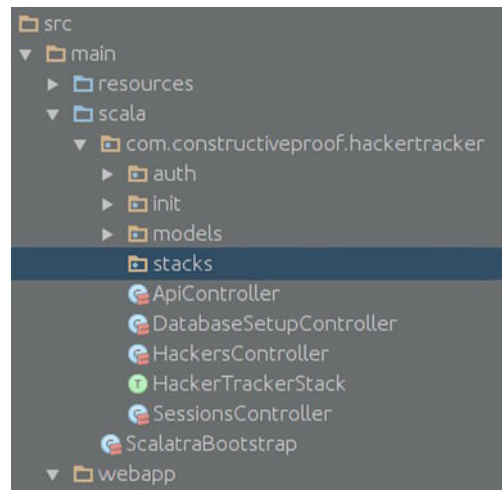 src
main
resources
scala
com.constructiveproof.hackertracker
auth
init
models
stacks
ApiController
DatabaseSetupController
HackersController
HackerTrackerStack
SessionsController
ScalatraBootstrap
webapp